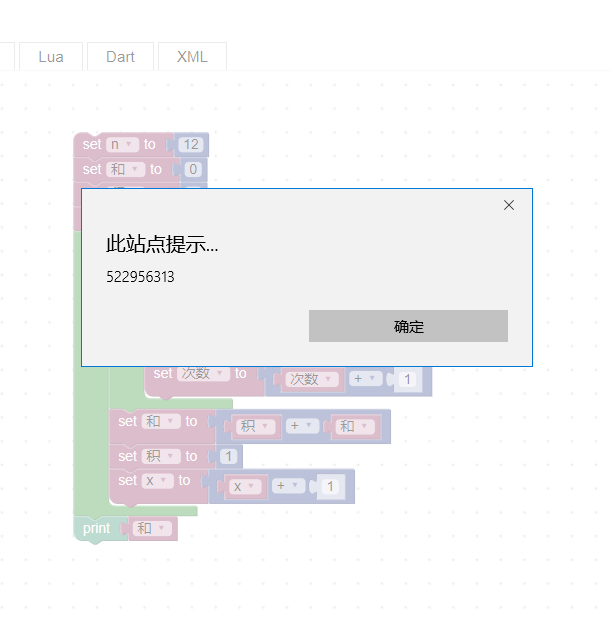 Lua Dart XML
set n to 12
set 和 to 0
此站点提示...
522956313
确定
set 次数 to 次数 + 1
set 和 to 积 + 和
set 积 to 1
set x to x + 1
print 和